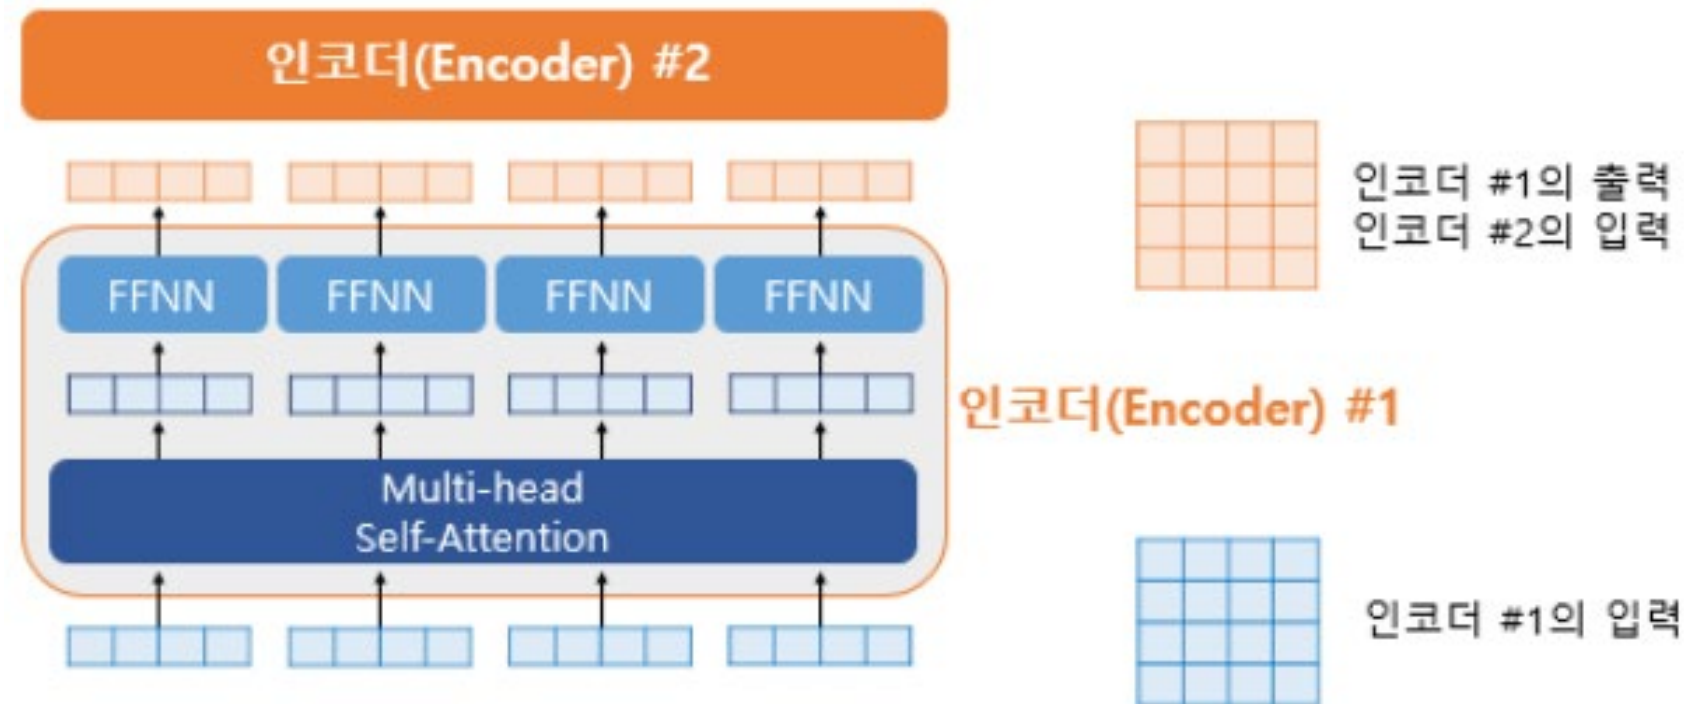 인코더(Encoder) #2
인코더 #1의 출력
인코더 #2의 입력
FFNN FFNN FFNN FFNN
인코더(Encoder) #1
Multi-head
Self-Attention
인코더 #1의 입력